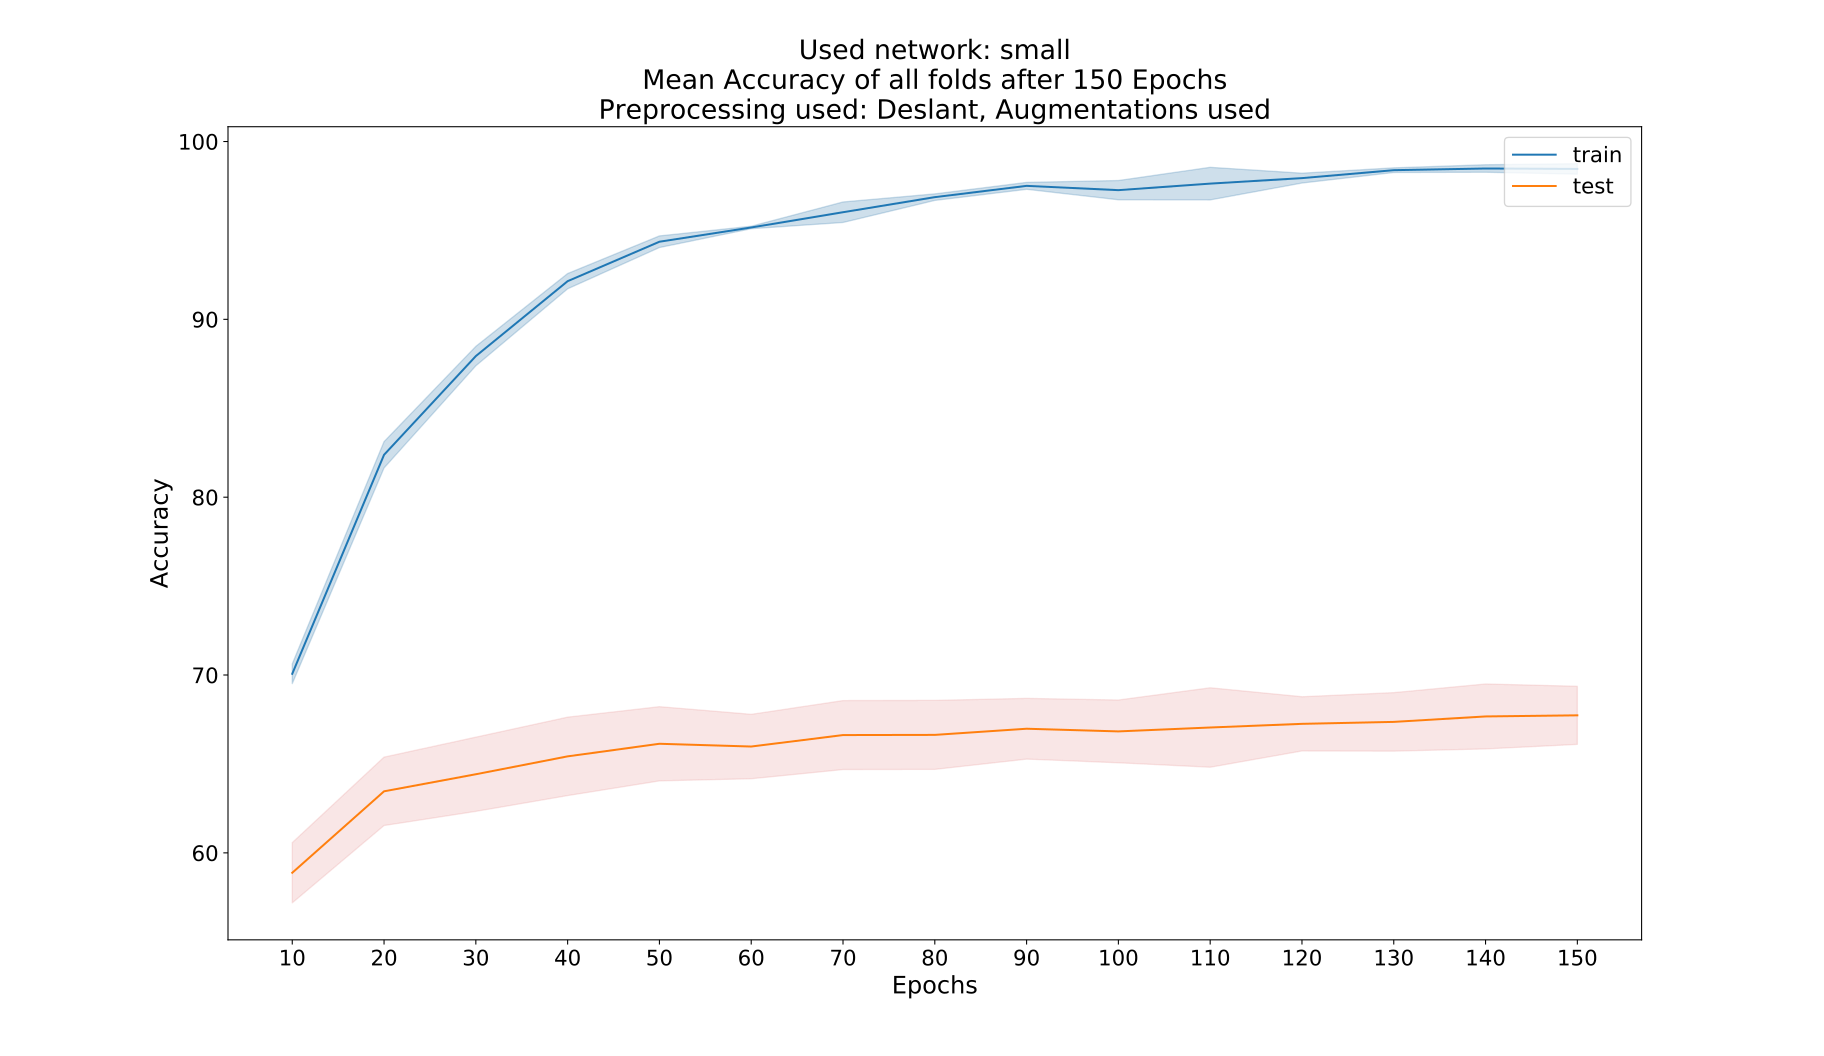 Used network: small
Mean Accuracy of all folds after 150 Epochs
Preprocessing used: Deslant, Augmentations used
train
test
100
90
80
70
60
Accuracy
10 20 30 40 50 60 70 80 90 100 110 120 130 140 150
Epochs